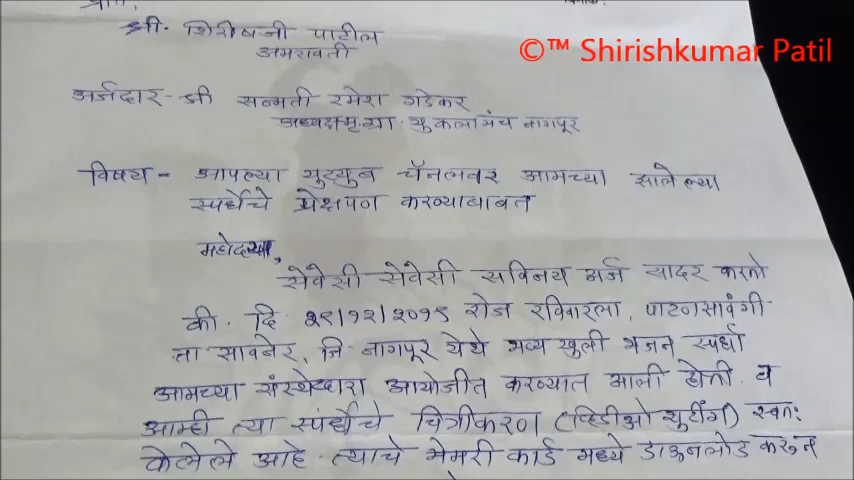 प्रति,
श्री. शिरीषजी पाटील
अमरावती
©™ Shirishkumar Patil
अर्जदार - श्री सन्मती रमेश गडेकर
अध्यक्ष ग्रा. यु कलामंच नागपूर
विषय - आपल्या युट्युब चॅनलवर आमच्या झालेल्या
स्पर्धेचे प्रेक्षपण करण्याबाबत
महोदया,
सेवेसी सेवेसी सविनय अर्ज सादर करतो
की. दि २९/१२/२०१९ रोज रविवारला, पाटणसावंगी
ता सावनेर, जि नागपूर येथे भव्य खुली भजन स्पर्धा
आमच्या संस्थेद्वारा आयोजीत करण्यात आली होती. व
आम्ही त्या स्पर्धेचे चित्रीकरण (व्हिडीओ शुटींग) स्वतः
केलेले आहे. त्याचे मेमरी कार्ड मध्ये डाऊनलोड करून